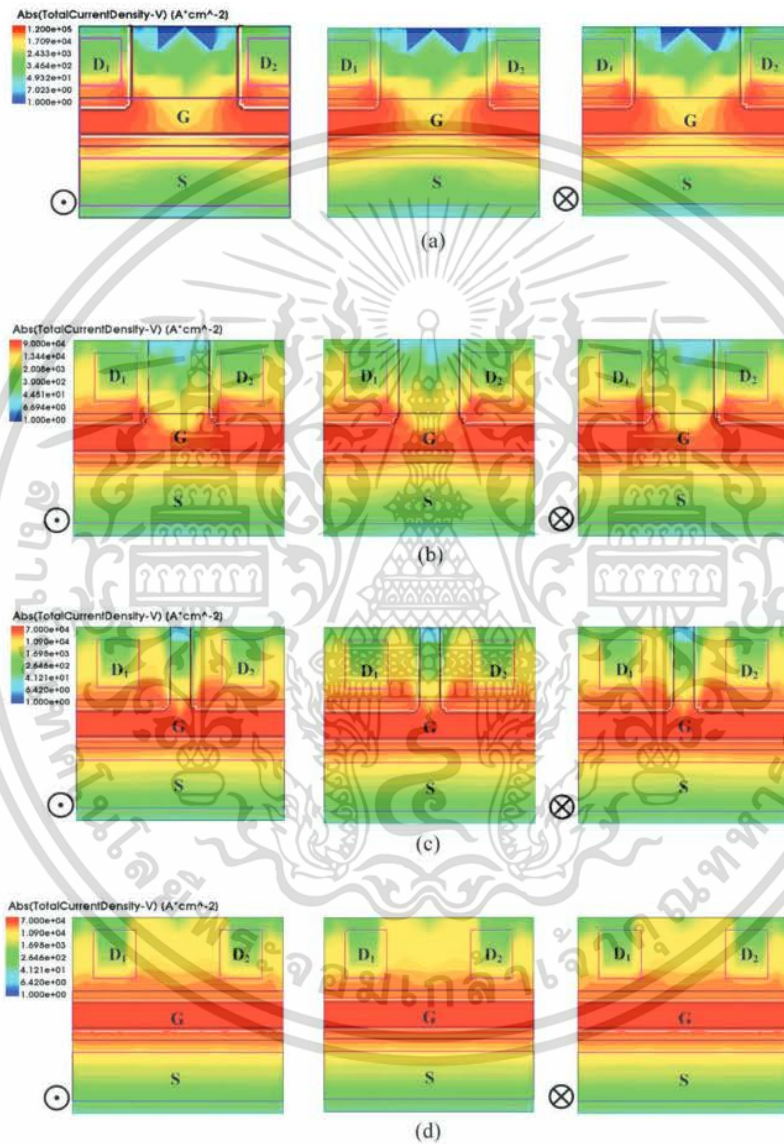 Abs(TotalCurrentDensity-V) (A*cm^-2)
1.200e+05
1.709e+04
2.433e+03
3.464e+02
4.932e+01
7.023e+00
1.000e+00
D1 D2
G
S
D1 D2
G
S
D1 D2
G
S
(a)
Abs(TotalCurrentDensity-V) (A*cm^-2)
9.000e+04
1.344e+04
2.008e+03
3.000e+02
4.481e+01
6.694e+00
1.000e+00
D1 D2
G
S
D1 D2
G
S
D1 D2
G
S
(b)
Abs(TotalCurrentDensity-V) (A*cm^-2)
7.000e+04
1.090e+04
1.698e+03
2.646e+02
4.121e+01
6.420e+00
1.000e+00
D1 D2
G
S
D1 D2
G
S
D1 D2
G
S
(c)
Abs(TotalCurrentDensity-V) (A*cm^-2)
7.000e+04
1.090e+04
1.698e+03
2.646e+02
4.121e+01
6.420e+00
1.000e+00
D1 D2
G
S
D1 D2
G
S
D1 D2
G
S
(d)